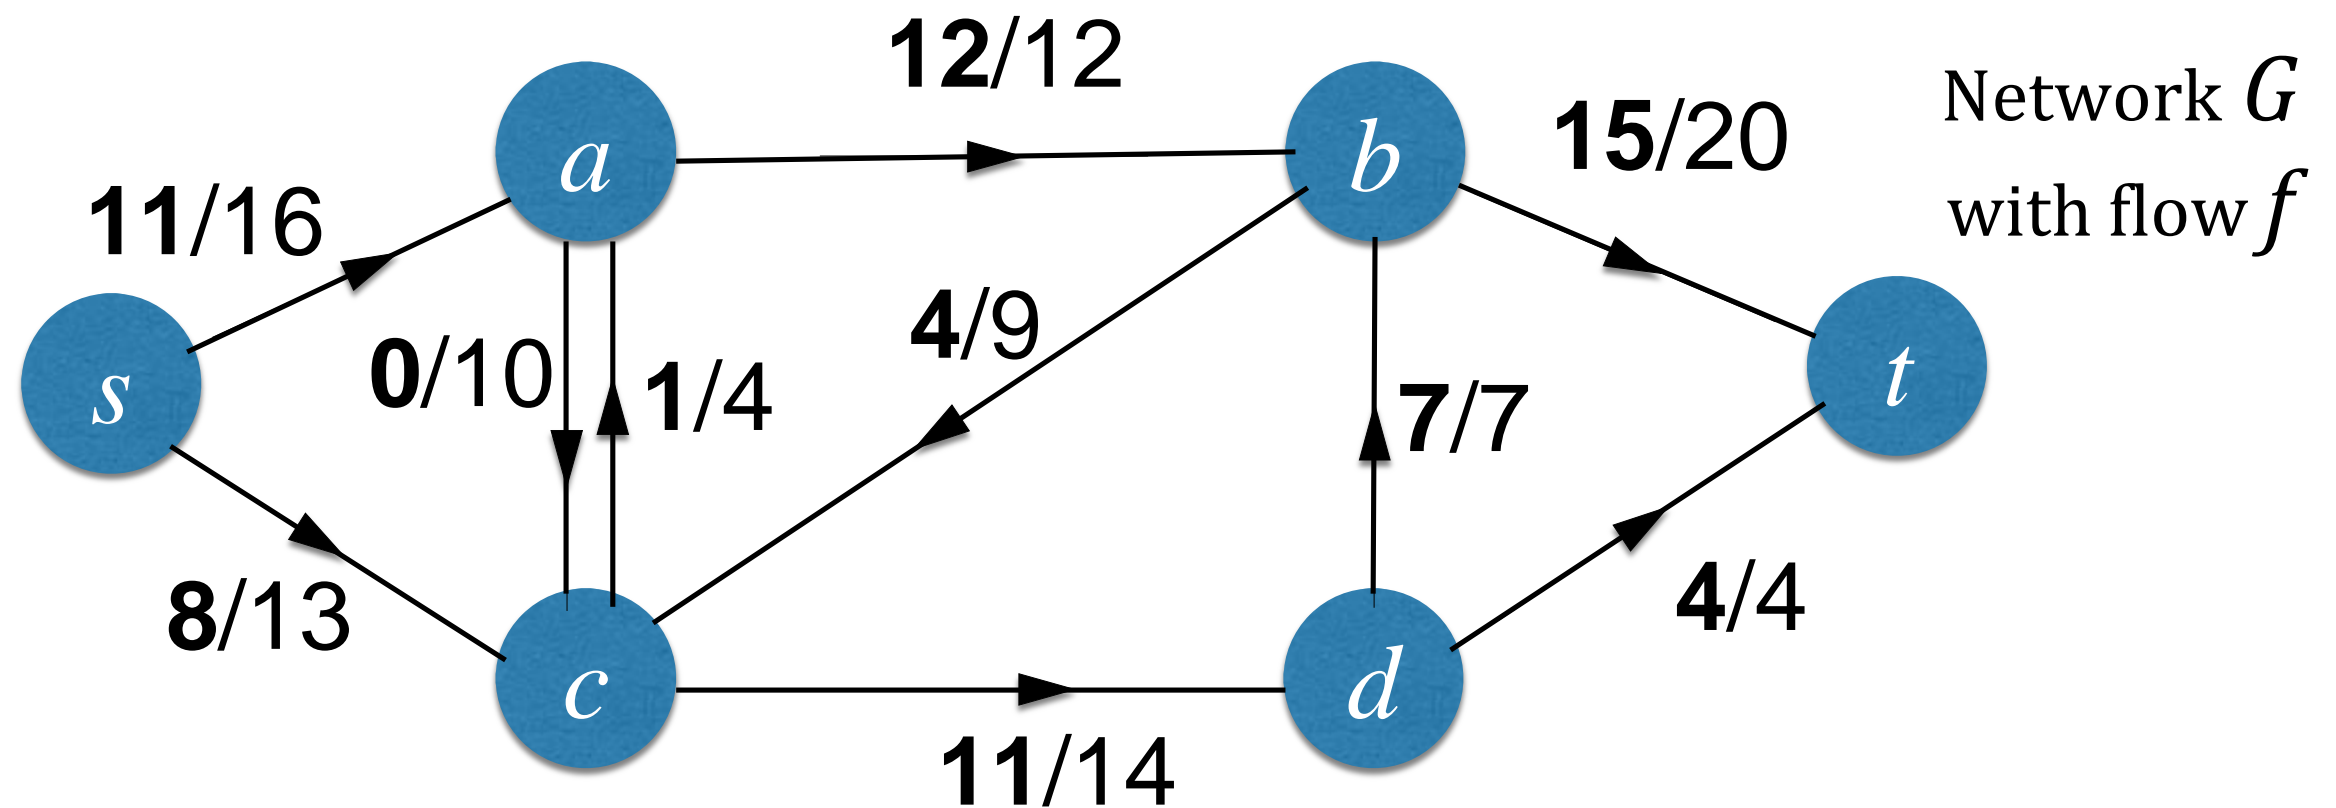 12/12
Network G
15/20
a
b
with flow f
11/16
4/9
0/10
1/4
7/7
s
t
8/13
4/4
c
d
11/14